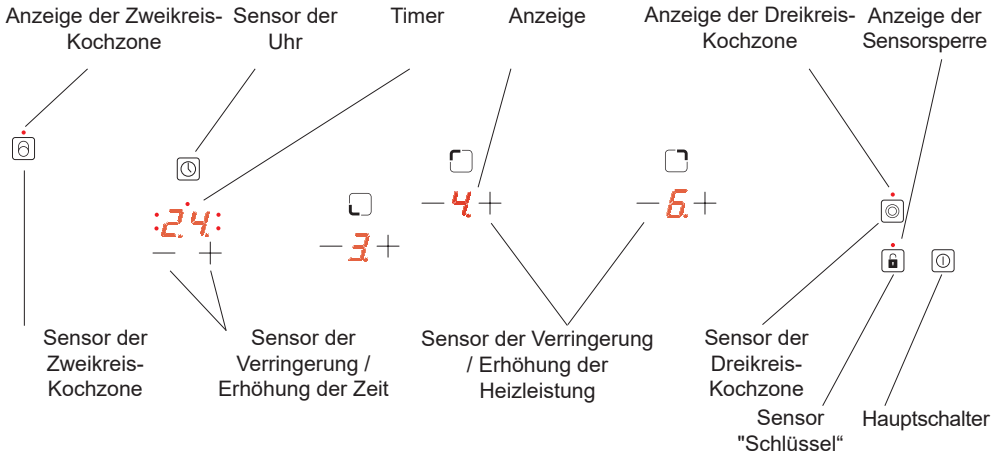 Anzeige der Zweikreis-
Kochzone
Sensor der
Uhr
Timer
Anzeige
Anzeige der Dreikreis-
Kochzone
Anzeige der
Sensorsperre
24.
− +
− 3. +
− 4. +
− 6. +
Sensor der
Zweikreis-
Kochzone
Sensor der
Verringerung /
Erhöhung der Zeit
Sensor der Verringerung
/ Erhöhung der
Heizleistung
Sensor der
Dreikreis-
Kochzone
Sensor
"Schlüssel“
Hauptschalter